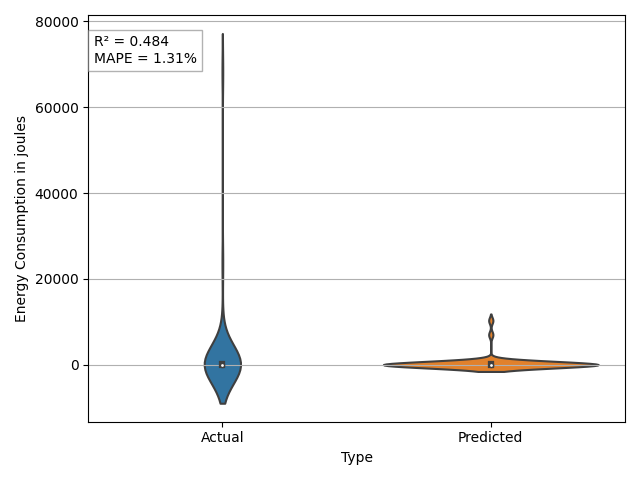 80000
R² = 0.484
MAPE = 1.31%
60000
40000
20000
0
Energy Consumption in joules
Actual
Predicted
Type